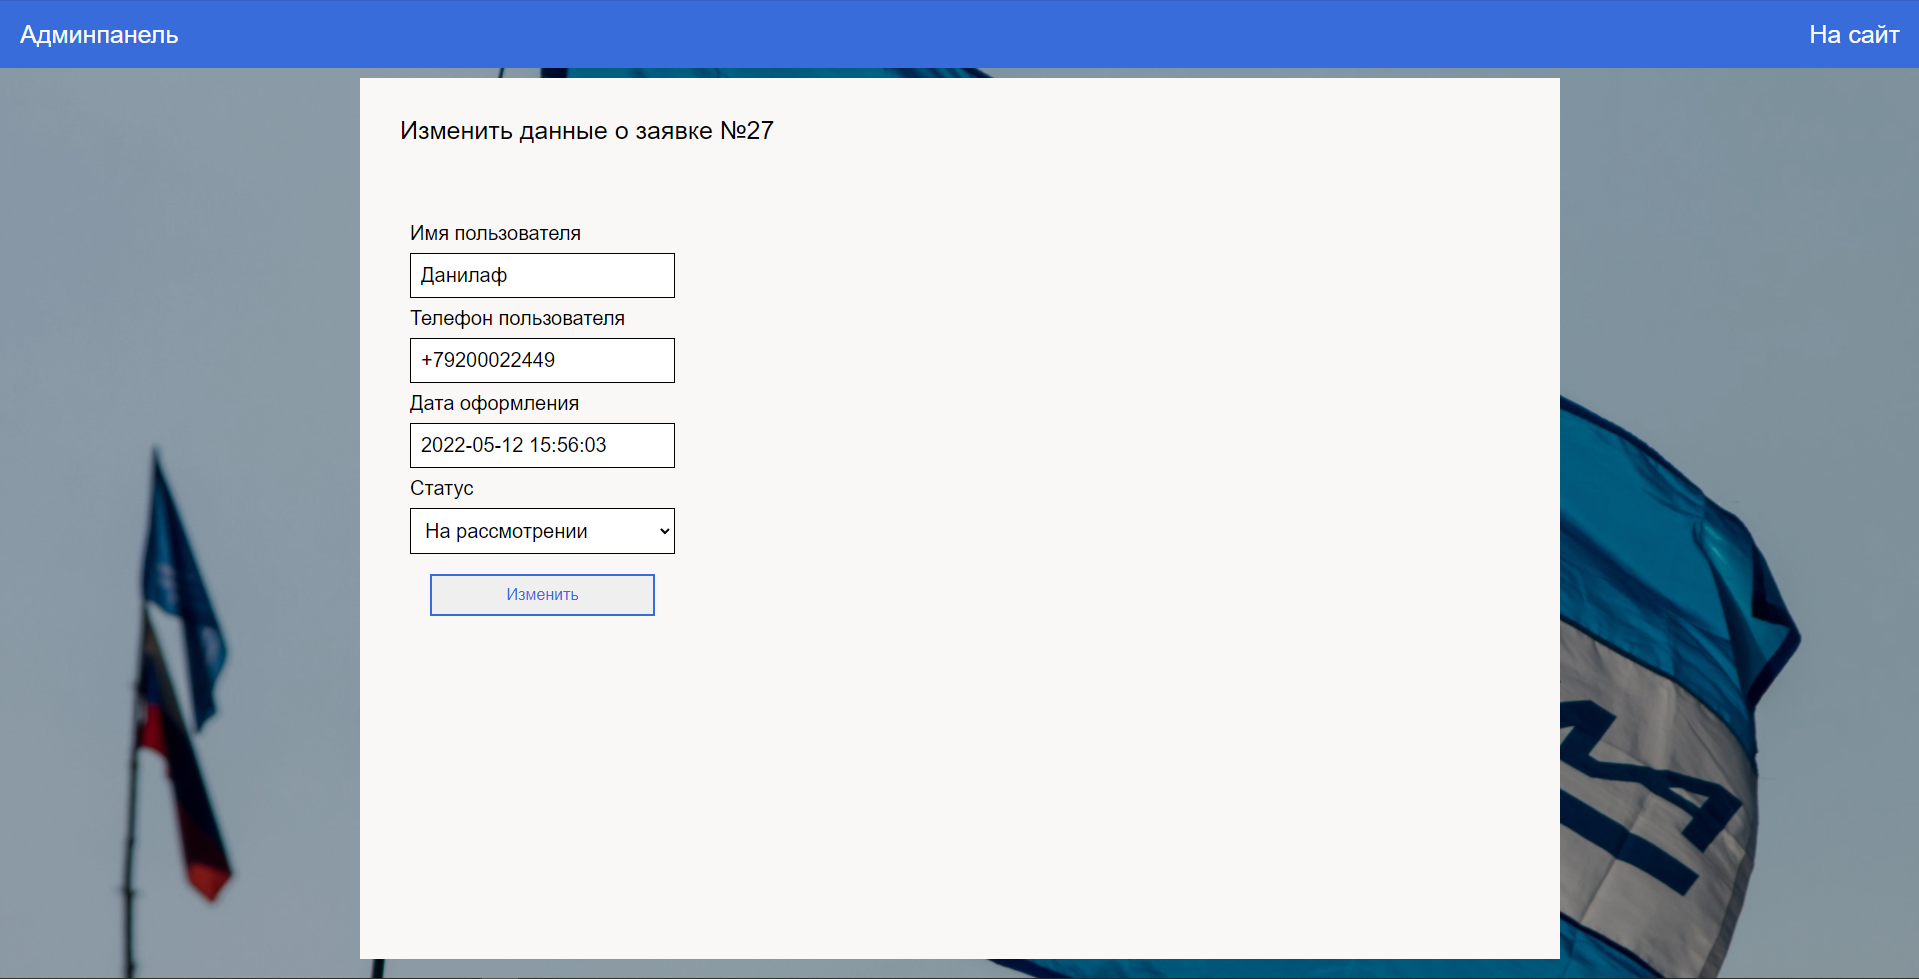 Админпанель
На сайт
Изменить данные о заявке №27
Имя пользователя
Данилаф
Телефон пользователя
+79200022449
Дата оформления
2022-05-12 15:56:03
Статус
На рассмотрении
Изменить